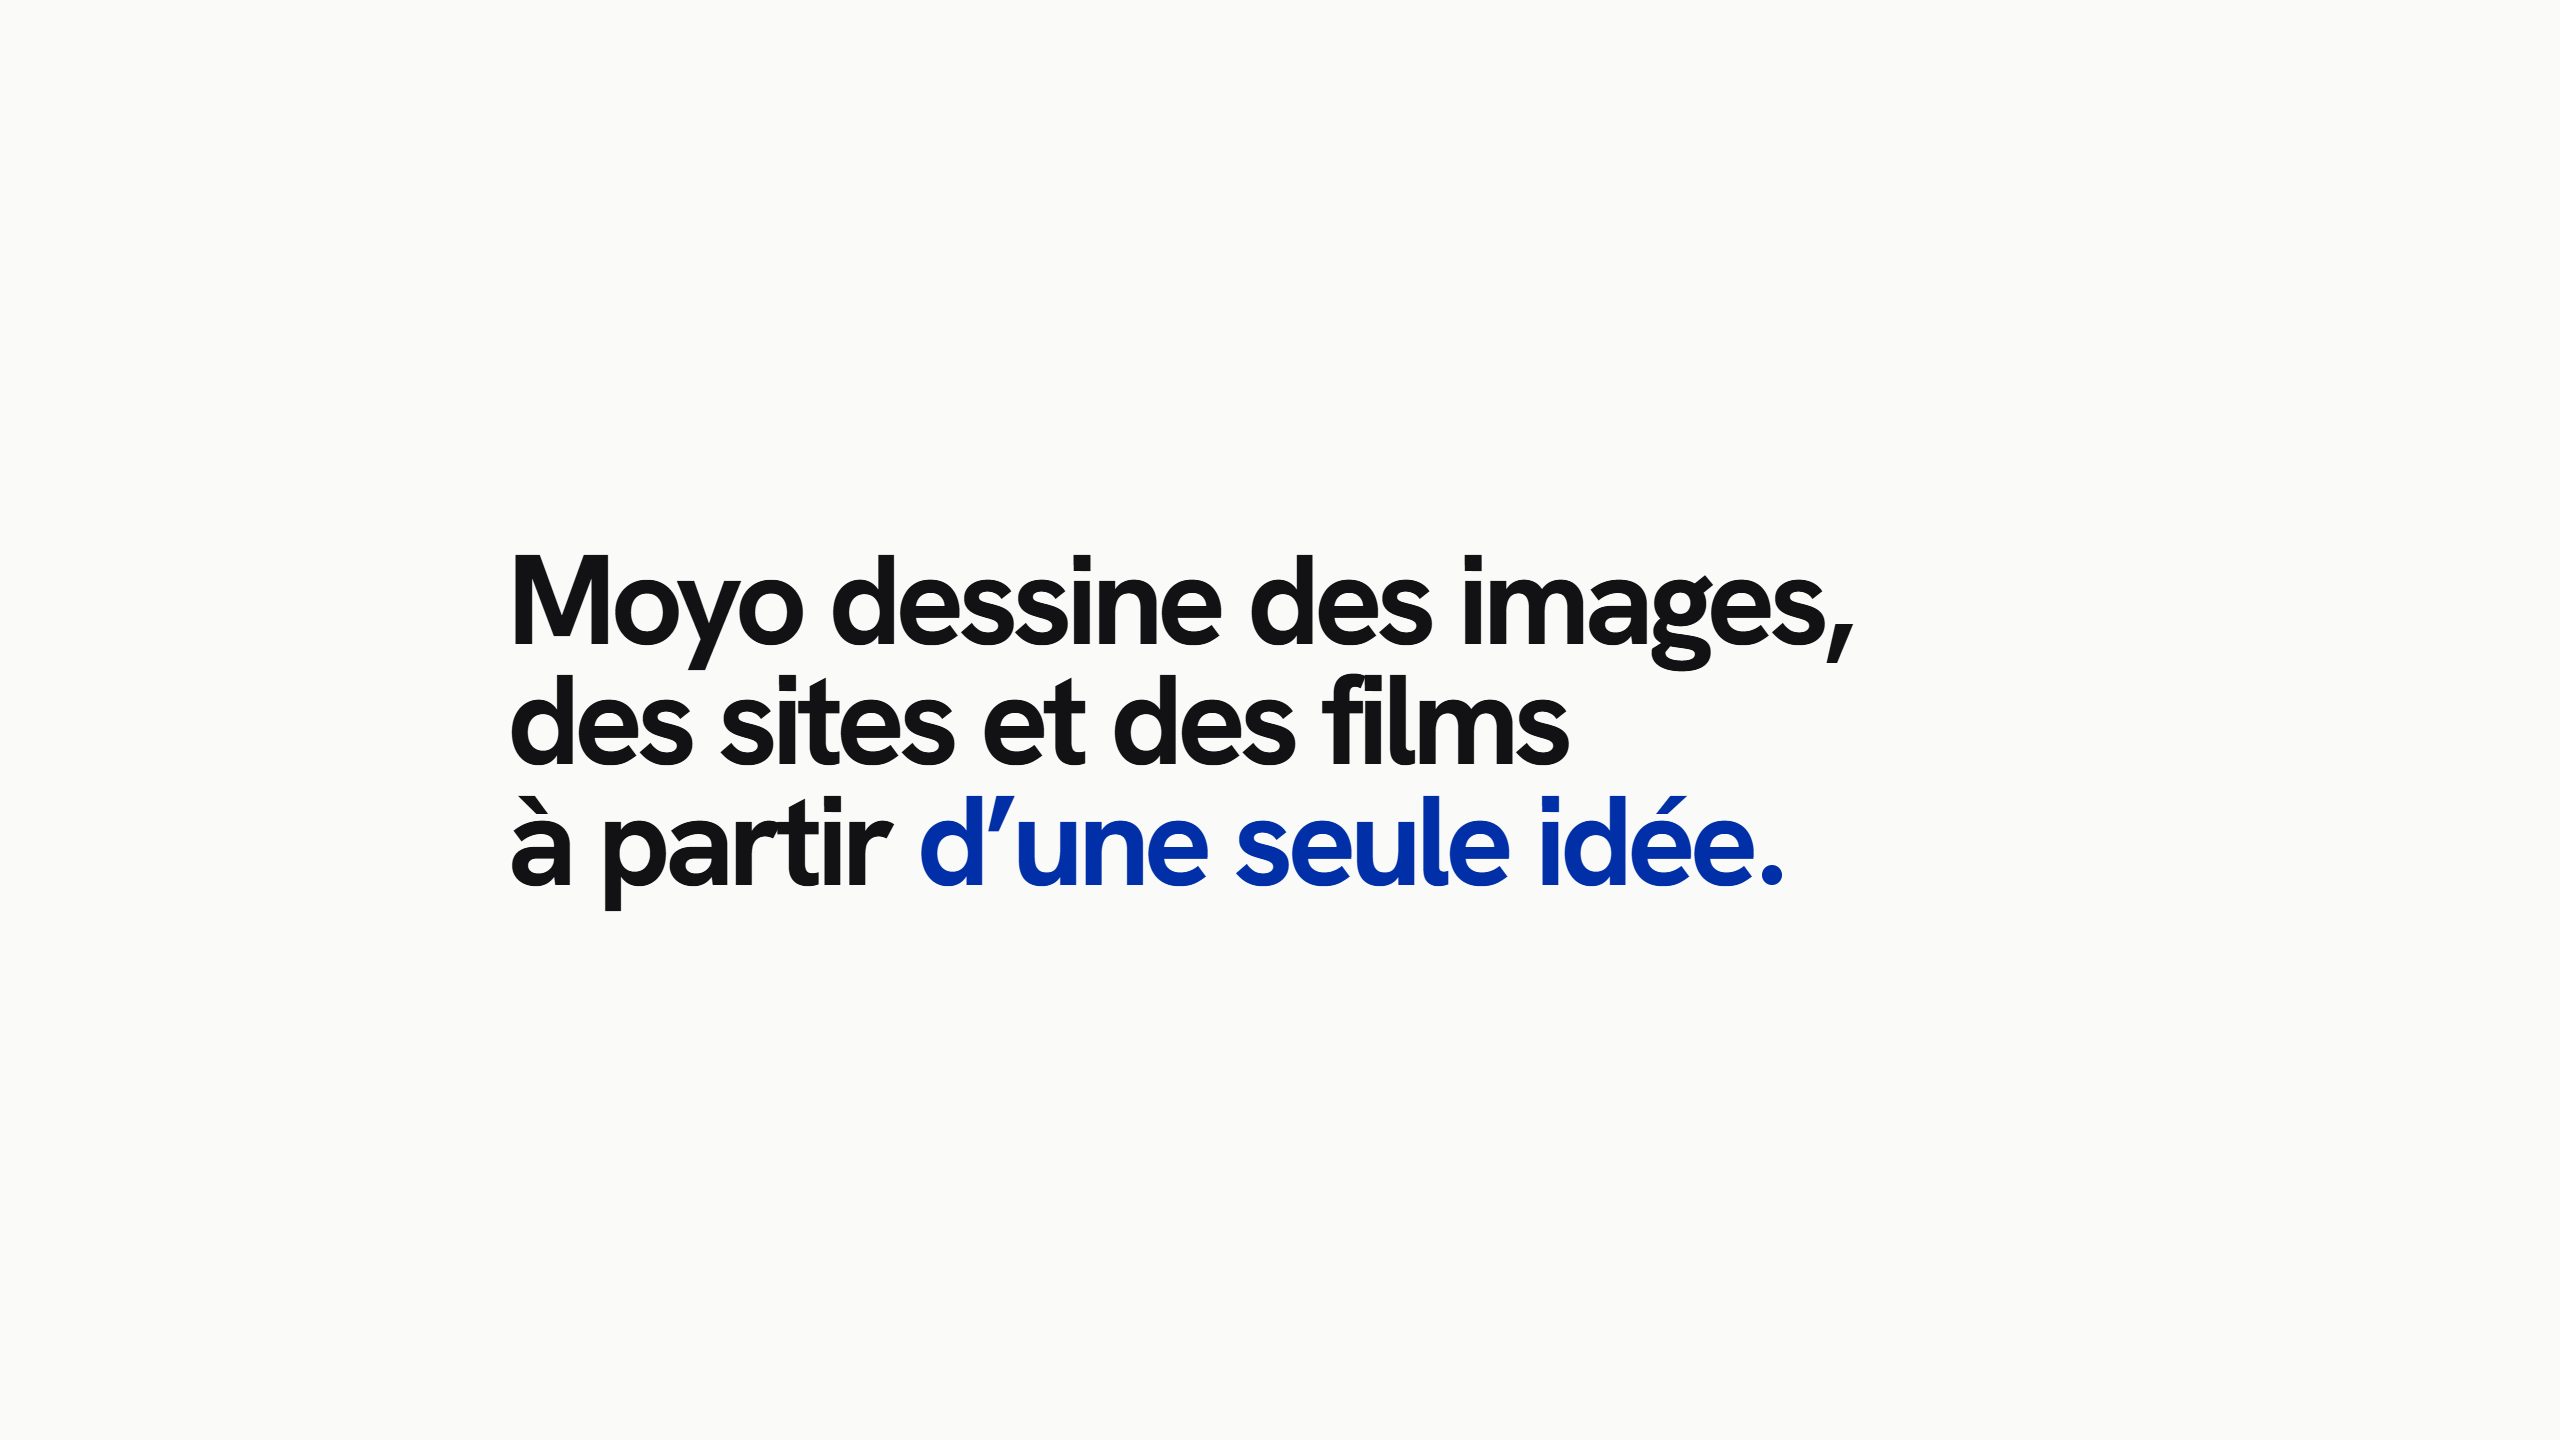 Moyo dessine des images,
des sites et des films
à partir d’une seule idée.